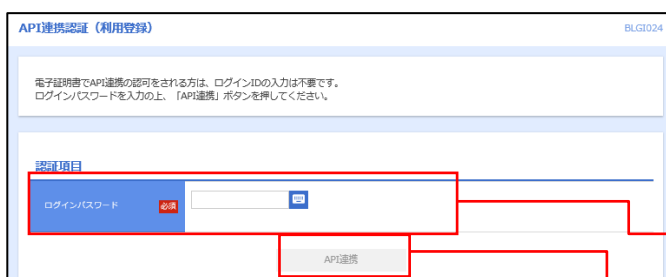 API連携認証（利用登録）
BLGI024
電子証明書でAPI連携の認可をされる方は、ログインIDの入力は不要です。
ログインパスワードを入力の上、「API連携」ボタンを押してください。
認証項目
ログインパスワード 必須
API連携